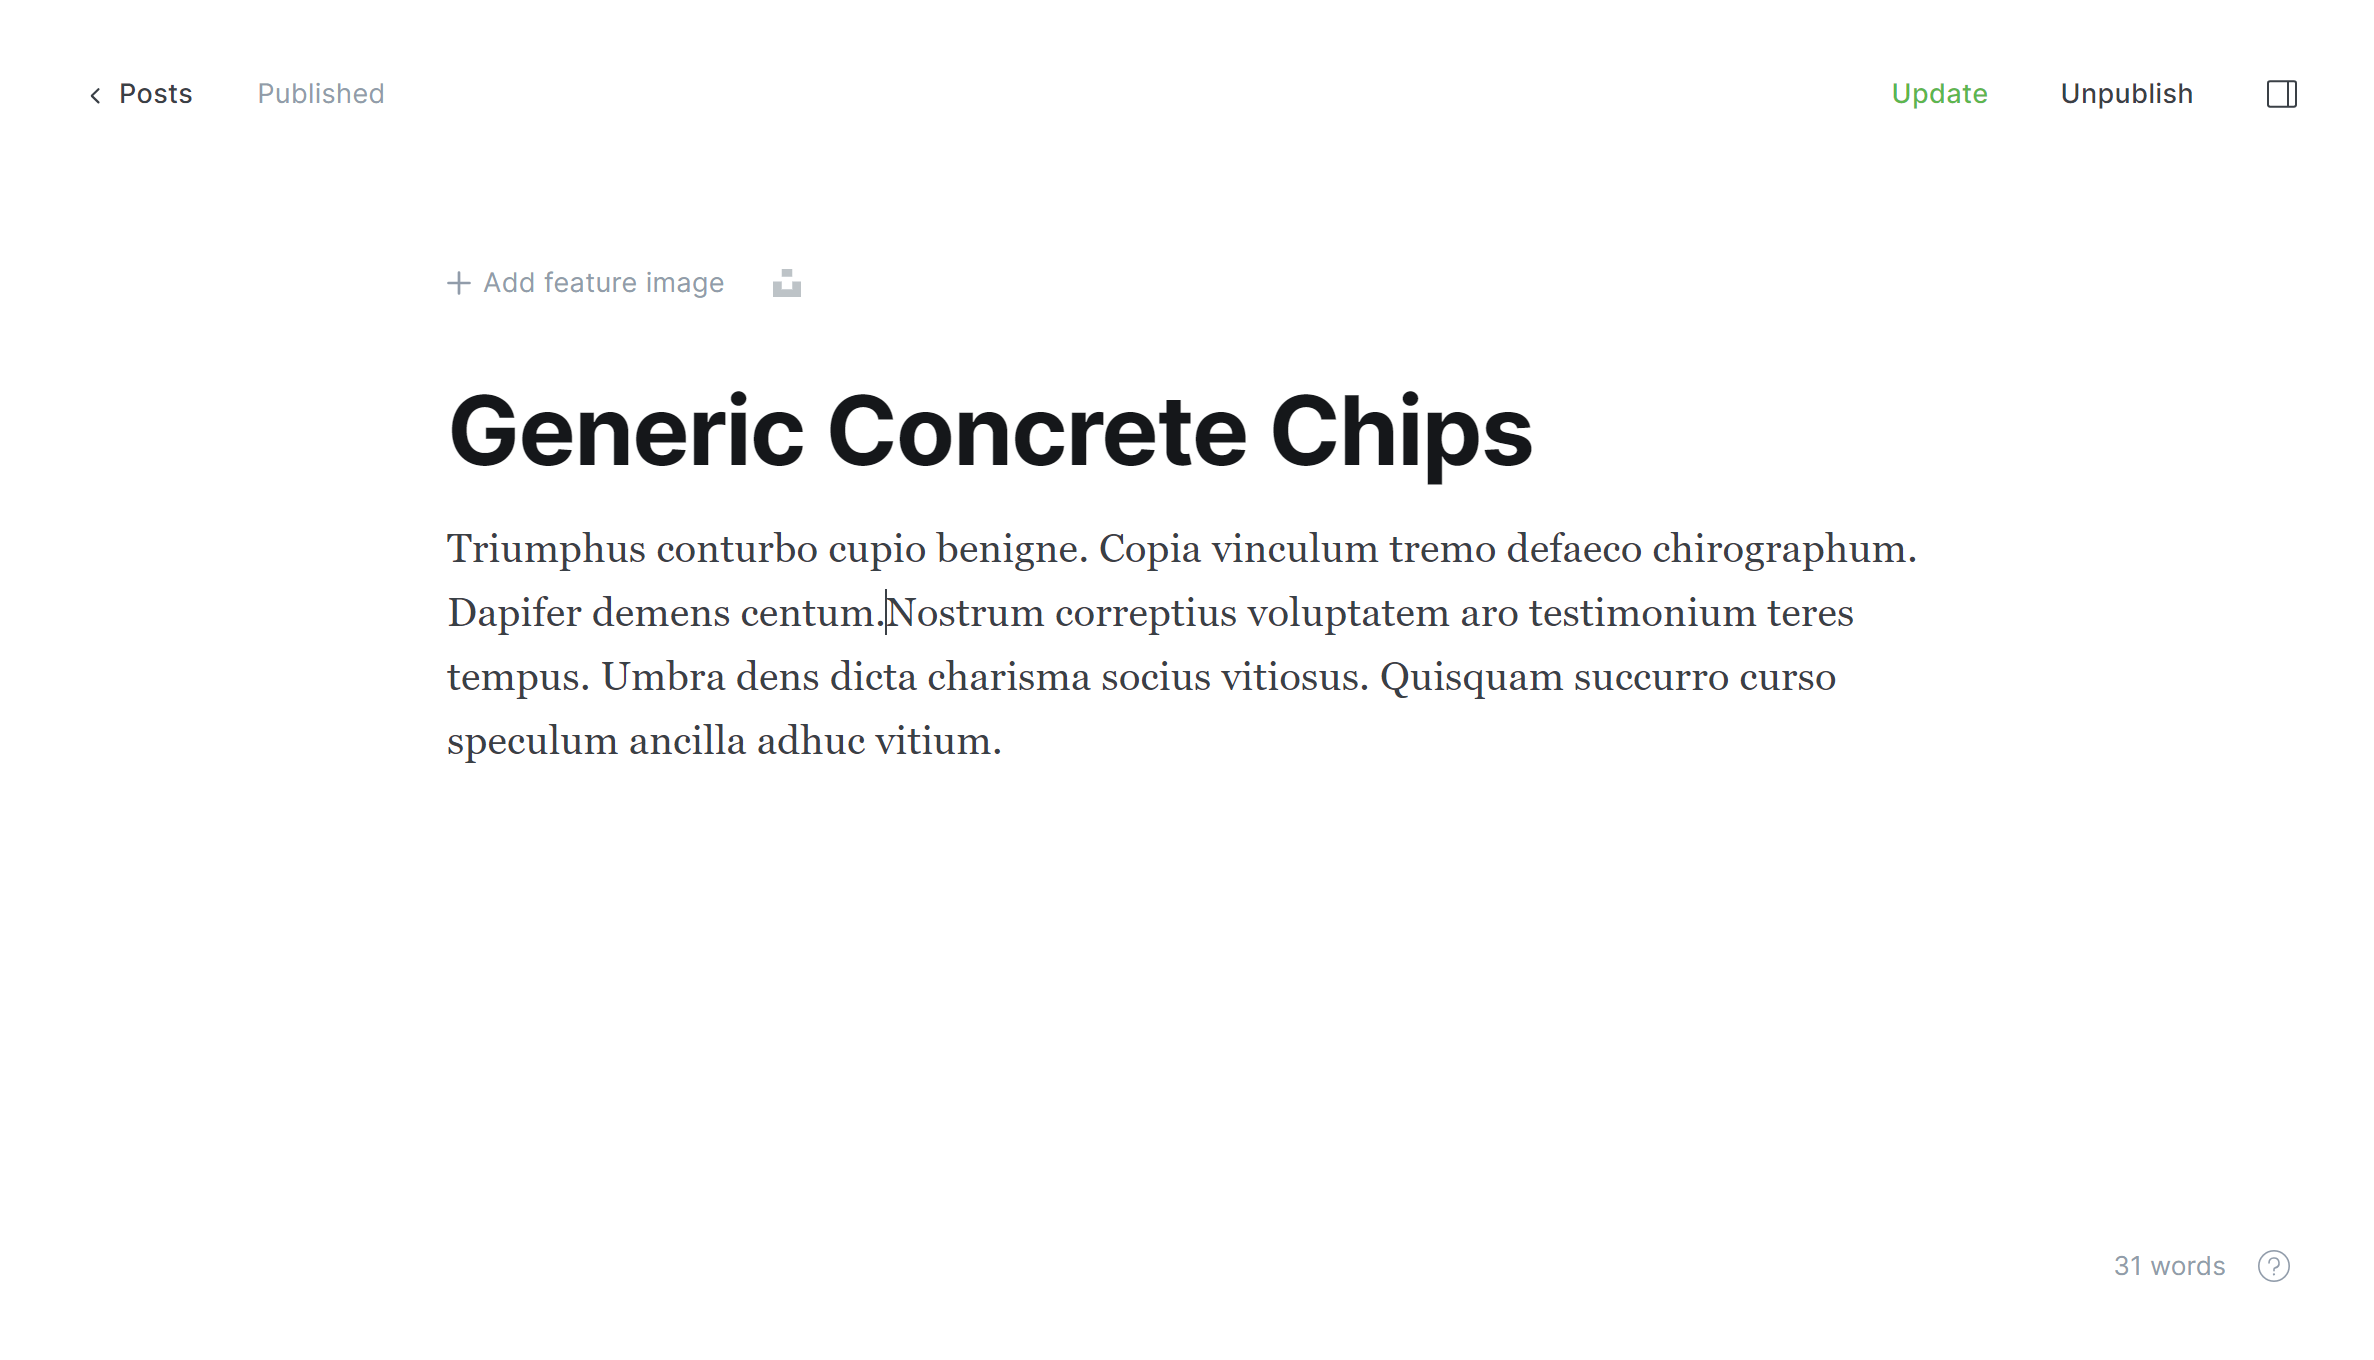 Posts Published Update Unpublish
Add feature image
Generic Concrete Chips
Triumphus conturbo cupio benigne. Copia vinculum tremo defaeco chirographum.
Dapifer demens centum.Nostrum correptius voluptatem aro testimonium teres
tempus. Umbra dens dicta charisma socius vitiosus. Quisquam succurro curso
speculum ancilla adhuc vitium.
31 words ?